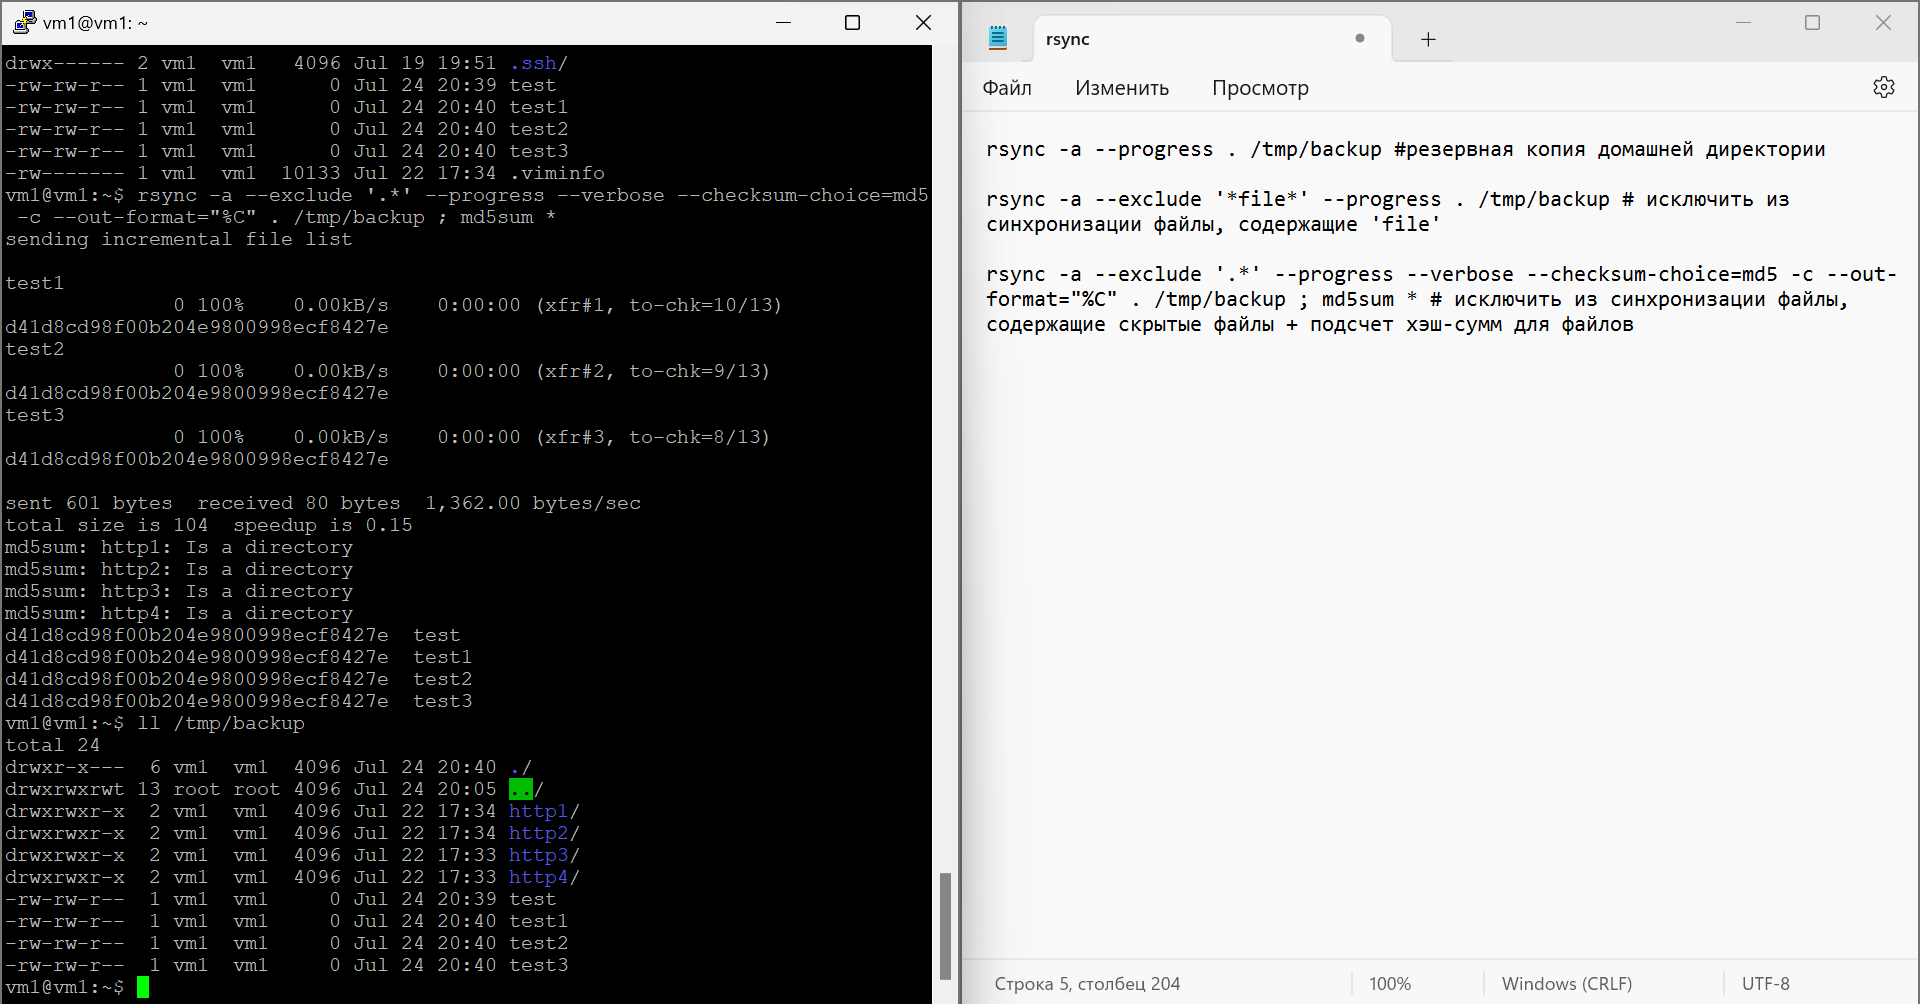 vm1@vm1: ~
drwx------ 2 vm1  vm1   4096 Jul 19 19:51 .ssh/
-rw-rw-r-- 1 vm1  vm1      0 Jul 24 20:39 test
-rw-rw-r-- 1 vm1  vm1      0 Jul 24 20:40 test1
-rw-rw-r-- 1 vm1  vm1      0 Jul 24 20:40 test2
-rw-rw-r-- 1 vm1  vm1      0 Jul 24 20:40 test3
-rw------- 1 vm1  vm1  10133 Jul 22 17:34 .viminfo
vm1@vm1:~$ rsync -a --exclude '.*' --progress --verbose --checksum-choice=md5
 -c --out-format="%C" . /tmp/backup ; md5sum *
sending incremental file list
test1
              0 100%    0.00kB/s    0:00:00 (xfr#1, to-chk=10/13)
d41d8cd98f00b204e9800998ecf8427e
test2
              0 100%    0.00kB/s    0:00:00 (xfr#2, to-chk=9/13)
d41d8cd98f00b204e9800998ecf8427e
test3
              0 100%    0.00kB/s    0:00:00 (xfr#3, to-chk=8/13)
d41d8cd98f00b204e9800998ecf8427e
sent 601 bytes  received 80 bytes  1,362.00 bytes/sec
total size is 104  speedup is 0.15
md5sum: http1: Is a directory
md5sum: http2: Is a directory
md5sum: http3: Is a directory
md5sum: http4: Is a directory
d41d8cd98f00b204e9800998ecf8427e  test
d41d8cd98f00b204e9800998ecf8427e  test1
d41d8cd98f00b204e9800998ecf8427e  test2
d41d8cd98f00b204e9800998ecf8427e  test3
vm1@vm1:~$ ll /tmp/backup
total 24
drwxr-x---  6 vm1  vm1  4096 Jul 24 20:40 ./
drwxrwxrwt 13 root root 4096 Jul 24 20:05 ../
drwxrwxr-x  2 vm1  vm1  4096 Jul 22 17:34 http1/
drwxrwxr-x  2 vm1  vm1  4096 Jul 22 17:34 http2/
drwxrwxr-x  2 vm1  vm1  4096 Jul 22 17:33 http3/
drwxrwxr-x  2 vm1  vm1  4096 Jul 22 17:33 http4/
-rw-rw-r--  1 vm1  vm1     0 Jul 24 20:39 test
-rw-rw-r--  1 vm1  vm1     0 Jul 24 20:40 test1
-rw-rw-r--  1 vm1  vm1     0 Jul 24 20:40 test2
-rw-rw-r--  1 vm1  vm1     0 Jul 24 20:40 test3
vm1@vm1:~$
rsync
Файл Изменить Просмотр
rsync -a --progress . /tmp/backup #резервная копия домашней директории
rsync -a --exclude '*file*' --progress . /tmp/backup # исключить из
синхронизации файлы, содержащие 'file'
rsync -a --exclude '.*' --progress --verbose --checksum-choice=md5 -c --out-
format="%C" . /tmp/backup ; md5sum * # исключить из синхронизации файлы,
содержащие скрытые файлы + подсчет хэш-сумм для файлов
Строка 5, столбец 204 100% Windows (CRLF) UTF-8